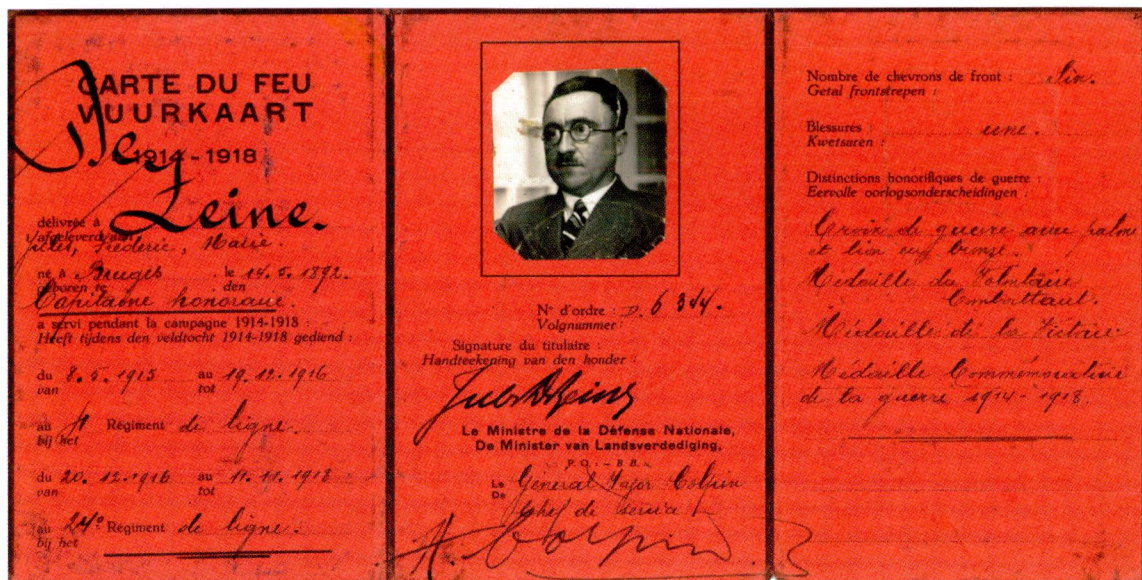 CARTE DU FEU
VUURKAART
1914 - 1918
De
Leine.
délivrée à
afgeleverd aan
Jules, Frédéric, Marie.
né à Bruges . le 14. 5. 1892.
geboren te den
Capitaine honoraire.
a servi pendant la campagne 1914-1918 :
Heeft tijdens den veldtocht 1914-1918 gediend :
du 8. 5. 1915 au 19. 12. 1916
van tot
au 4 Régiment de ligne.
bij het
du 20. 12. 1916 au 11. 11. 1918
van tot
au 24e Régiment de ligne.
bij het
N° d'ordre : 6 314.
Volgnummer :
Signature du titulaire :
Handteekening van den houder :
Le Ministre de la Défense Nationale,
De Minister van Landsverdediging,
P. O. - B. B.
Le Général Major Colpin
De
chef de service
A. Colpin
Nombre de chevrons de front : Six.
Getal frontstrepen :
Blessures : une.
Kwetsuren :
Distinctions honorifiques de guerre :
Eervolle oorlogsonderscheidingen :
Croix de guerre avec palme
et lion en bronze.
Médaille du Volontaire
Combattant.
Médaille de la Victoire
Médaille Commémorative
de la guerre 1914 - 1918.